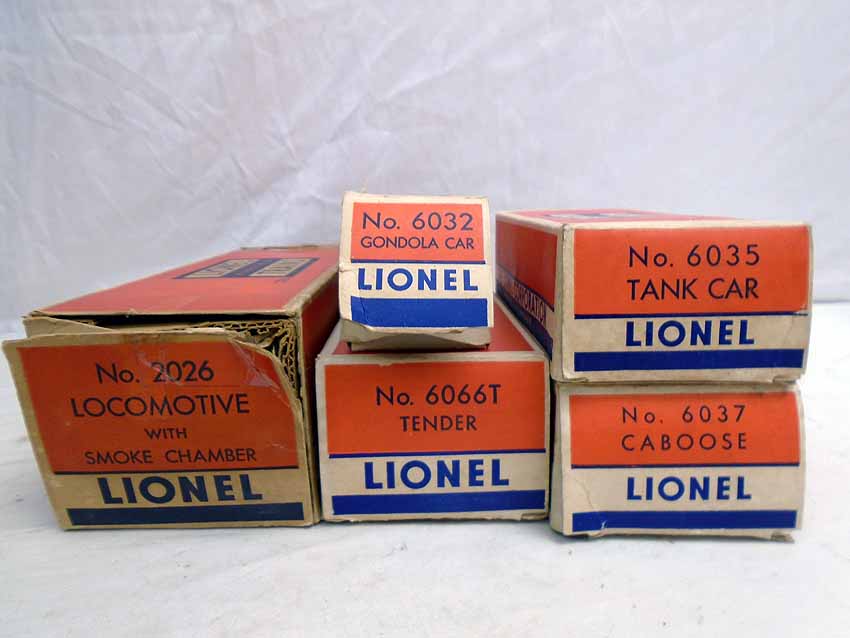 No. 6032
GONDOLA CAR
LIONEL
No. 6035
TANK CAR
LIONEL
No. 2026
LOCOMOTIVE
WITH
SMOKE CHAMBER
LIONEL
No. 6066T
TENDER
LIONEL
No. 6037
CABOOSE
LIONEL